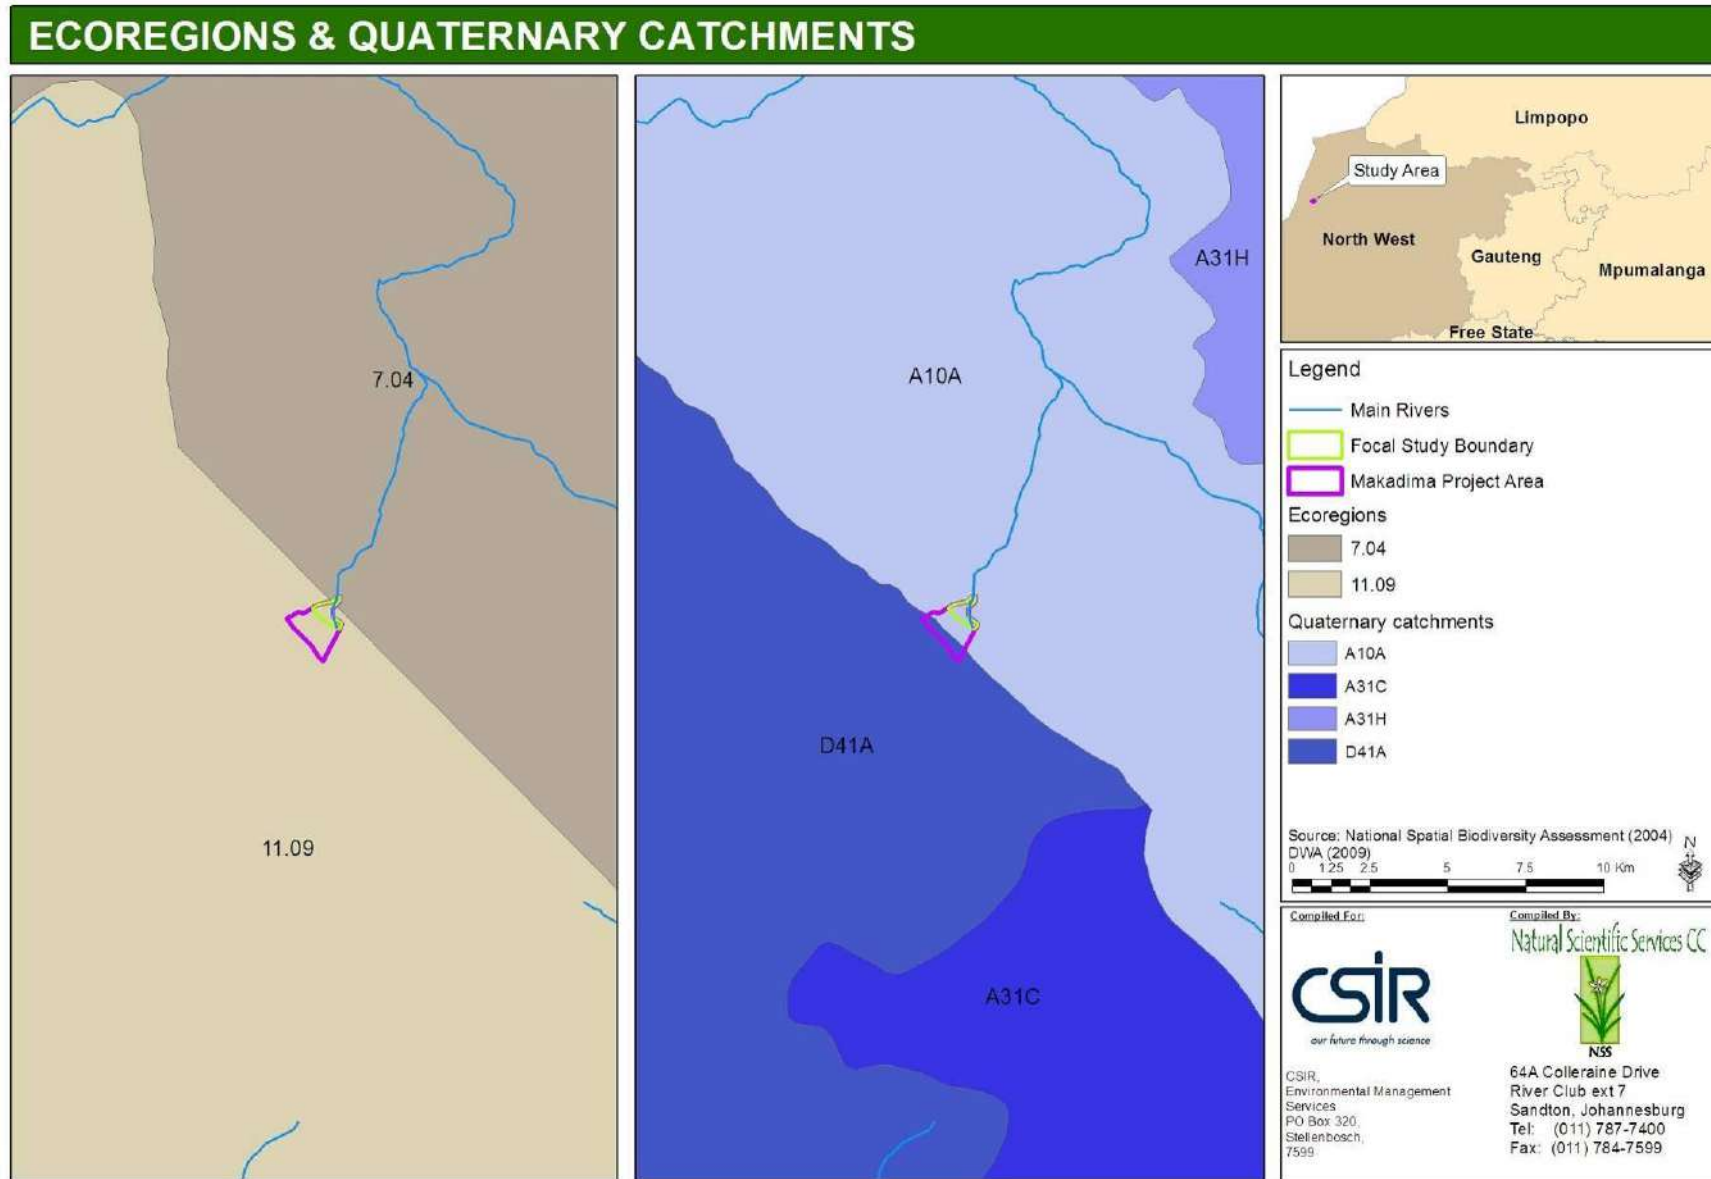 ECOREGIONS & QUATERNARY CATCHMENTS
7.04
11.09
A31H
A10A
D41A
A31C
Limpopo
Study Area
North West
Gauteng
Mpumalanga
Free State
Legend
Main Rivers
Focal Study Boundary
Makadima Project Area
Ecoregions
7.04
11.09
Quaternary catchments
A10A
A31C
A31H
D41A
Source: National Spatial Biodiversity Assessment (2004)
DWA (2009)
N
0 1.25 2.5 5 7.5 10 Km
Compiled For:
CSIR
our future through science
CSIR,
Environmental Management
Services
PO Box 320,
Stellenbosch,
7599
Compiled By:
Natural Scientific Services CC
NSS
64A Colleraine Drive
River Club ext 7
Sandton, Johannesburg
Tel: (011) 787-7400
Fax: (011) 784-7599